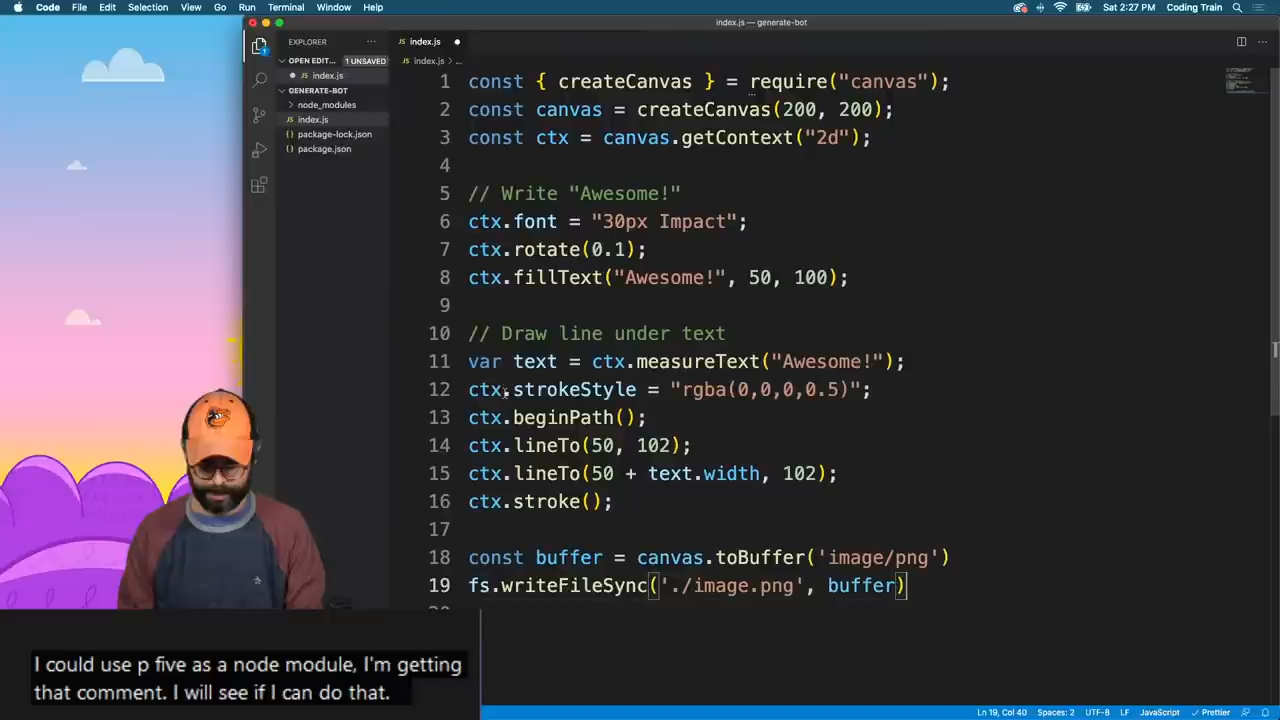 Code File Edit Selection View Go Run Terminal Window Help Sat 2:27 PM Coding Train
index.js — generate-bot
EXPLORER ...
OPEN EDIT... 1 UNSAVED
index.js
GENERATE-BOT
node_modules
index.js
package-lock.json
package.json
JS index.js
JS index.js > ...
1 const { createCanvas } = require("canvas");
2 const canvas = createCanvas(200, 200);
3 const ctx = canvas.getContext("2d");
4
5 // Write "Awesome!"
6 ctx.font = "30px Impact";
7 ctx.rotate(0.1);
8 ctx.fillText("Awesome!", 50, 100);
9
10 // Draw line under text
11 var text = ctx.measureText("Awesome!");
12 ctx.strokeStyle = "rgba(0,0,0,0.5)";
13 ctx.beginPath();
14 ctx.lineTo(50, 102);
15 ctx.lineTo(50 + text.width, 102);
16 ctx.stroke();
17
18 const buffer = canvas.toBuffer('image/png')
19 fs.writeFileSync('./image.png', buffer)
I could use p five as a node module, I'm getting
that comment. I will see if I can do that.
Ln 19, Col 40 Spaces: 2 UTF-8 LF JavaScript Prettier